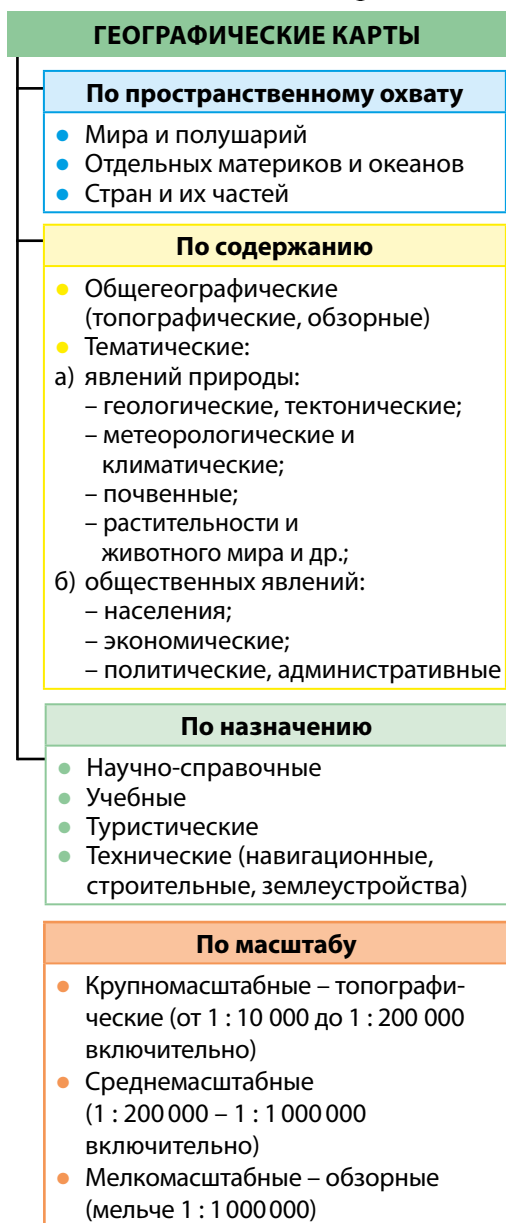 ГЕОГРАФИЧЕСКИЕ КАРТЫ
По пространственному охвату
● Мира и полушарий
● Отдельных материков и океанов
● Стран и их частей
По содержанию
● Общегеографические
(топографические, обзорные)
● Тематические:
а) явлений природы:
– геологические, тектонические;
– метеорологические и
климатические;
– почвенные;
– растительности и
животного мира и др.;
б) общественных явлений:
– населения;
– экономические;
– политические, административные
По назначению
● Научно-справочные
● Учебные
● Туристические
● Технические (навигационные,
строительные, землеустройства)
По масштабу
● Крупномасштабные – топографи-
ческие (от 1 : 10 000 до 1 : 200 000
включительно)
● Среднемасштабные
(1 : 200 000 – 1 : 1 000 000
включительно)
● Мелкомасштабные – обзорные
(мельче 1 : 1 000 000)